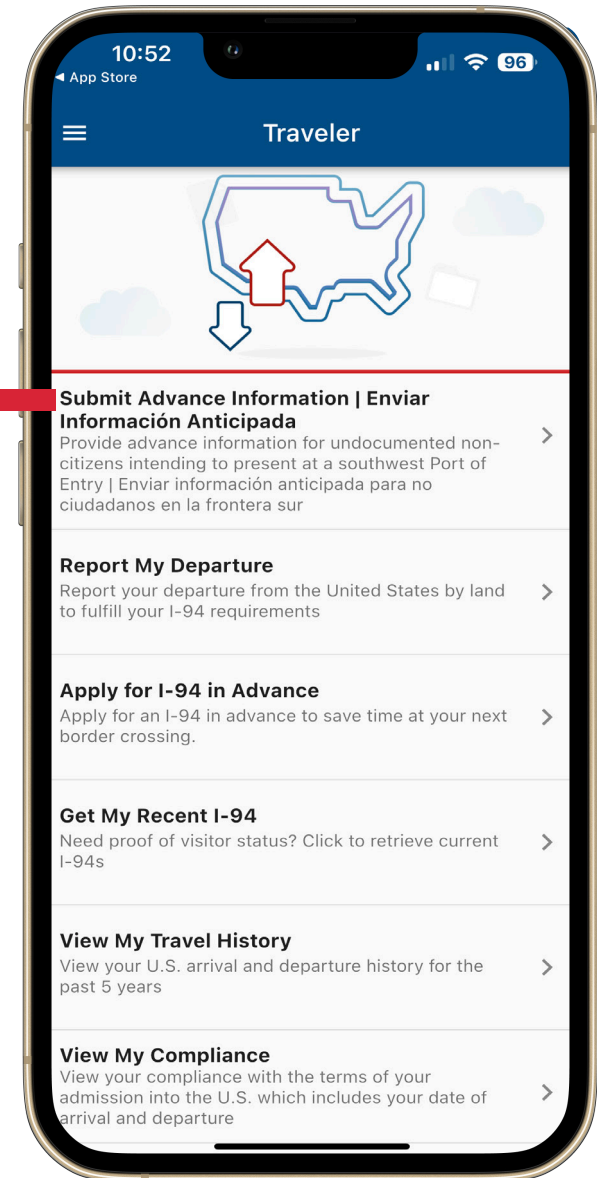 10:52
96
App Store
Traveler
Submit Advance Information | Enviar
Información Anticipada
Provide advance information for undocumented non-
citizens intending to present at a southwest Port of
Entry | Enviar información anticipada para no
ciudadanos en la frontera sur
Report My Departure
Report your departure from the United States by land
to fulfill your I-94 requirements
Apply for I-94 in Advance
Apply for an I-94 in advance to save time at your next
border crossing.
Get My Recent I-94
Need proof of visitor status? Click to retrieve current
I-94s
View My Travel History
View your U.S. arrival and departure history for the
past 5 years
View My Compliance
View your compliance with the terms of your
admission into the U.S. which includes your date of
arrival and departure